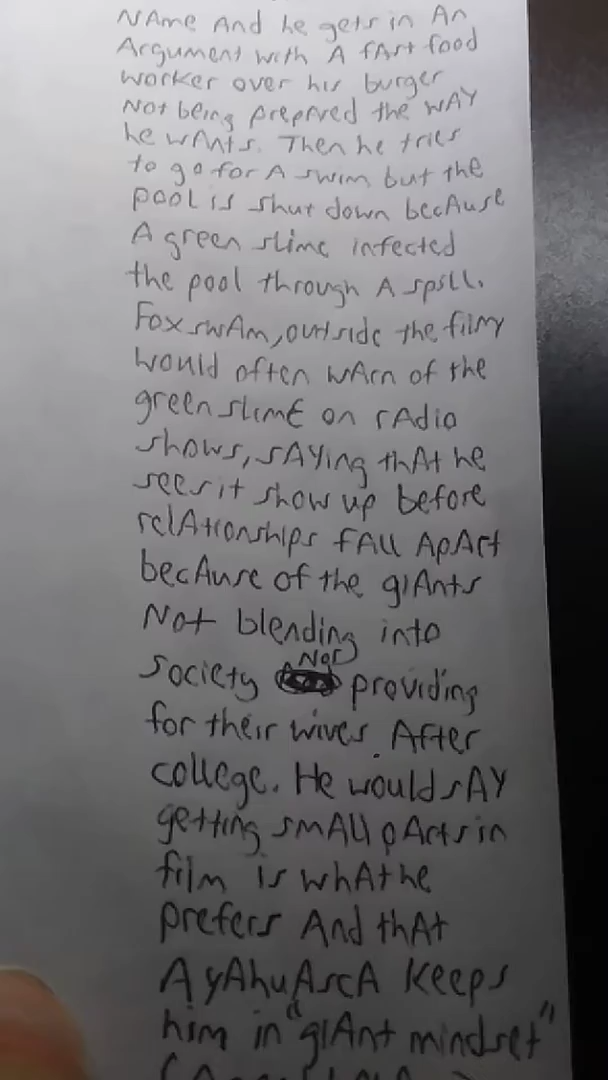 NAme And he gets in An
Argument with A fAst food
worker over his burger
Not being prepAred the wAY
he wAnts. Then he tries
to go for A swim but the
pool is shut down becAuse
A green slime infected
the pool through A spill.
Fox swAm, outside the film,
would often wArn of the
green slime on rAdio
shows, sAYing thAt he
sees it show up before
relAtionships fAll ApArt
becAuse of the giAnts
Not blending into
society Nor providing
for their wives After
college. He would sAY
getting smAll pArts in
film is whAt he
prefers And thAt
AyAhuAscA keeps
him in "giAnt mindset"